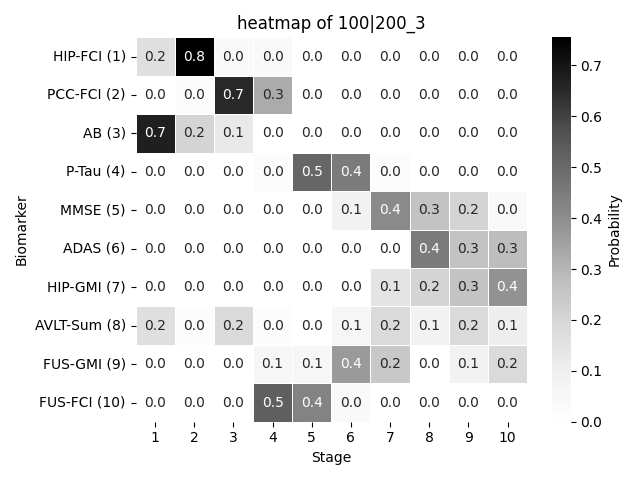 heatmap of 100|200_3
HIP-FCI (1) 0.2 0.8 0.0 0.0 0.0 0.0 0.0 0.0 0.0 0.0
PCC-FCI (2) 0.0 0.0 0.7 0.3 0.0 0.0 0.0 0.0 0.0 0.0
AB (3) 0.7 0.2 0.1 0.0 0.0 0.0 0.0 0.0 0.0 0.0
P-Tau (4) 0.0 0.0 0.0 0.0 0.5 0.4 0.0 0.0 0.0 0.0
MMSE (5) 0.0 0.0 0.0 0.0 0.0 0.1 0.4 0.3 0.2 0.0
ADAS (6) 0.0 0.0 0.0 0.0 0.0 0.0 0.0 0.4 0.3 0.3
HIP-GMI (7) 0.0 0.0 0.0 0.0 0.0 0.0 0.1 0.2 0.3 0.4
AVLT-Sum (8) 0.2 0.0 0.2 0.0 0.0 0.1 0.2 0.1 0.2 0.1
FUS-GMI (9) 0.0 0.0 0.0 0.1 0.1 0.4 0.2 0.0 0.1 0.2
FUS-FCI (10) 0.0 0.0 0.0 0.5 0.4 0.0 0.0 0.0 0.0 0.0
1 2 3 4 5 6 7 8 9 10
Stage
Biomarker
0.7
0.6
0.5
0.4
0.3
0.2
0.1
0.0
Probability